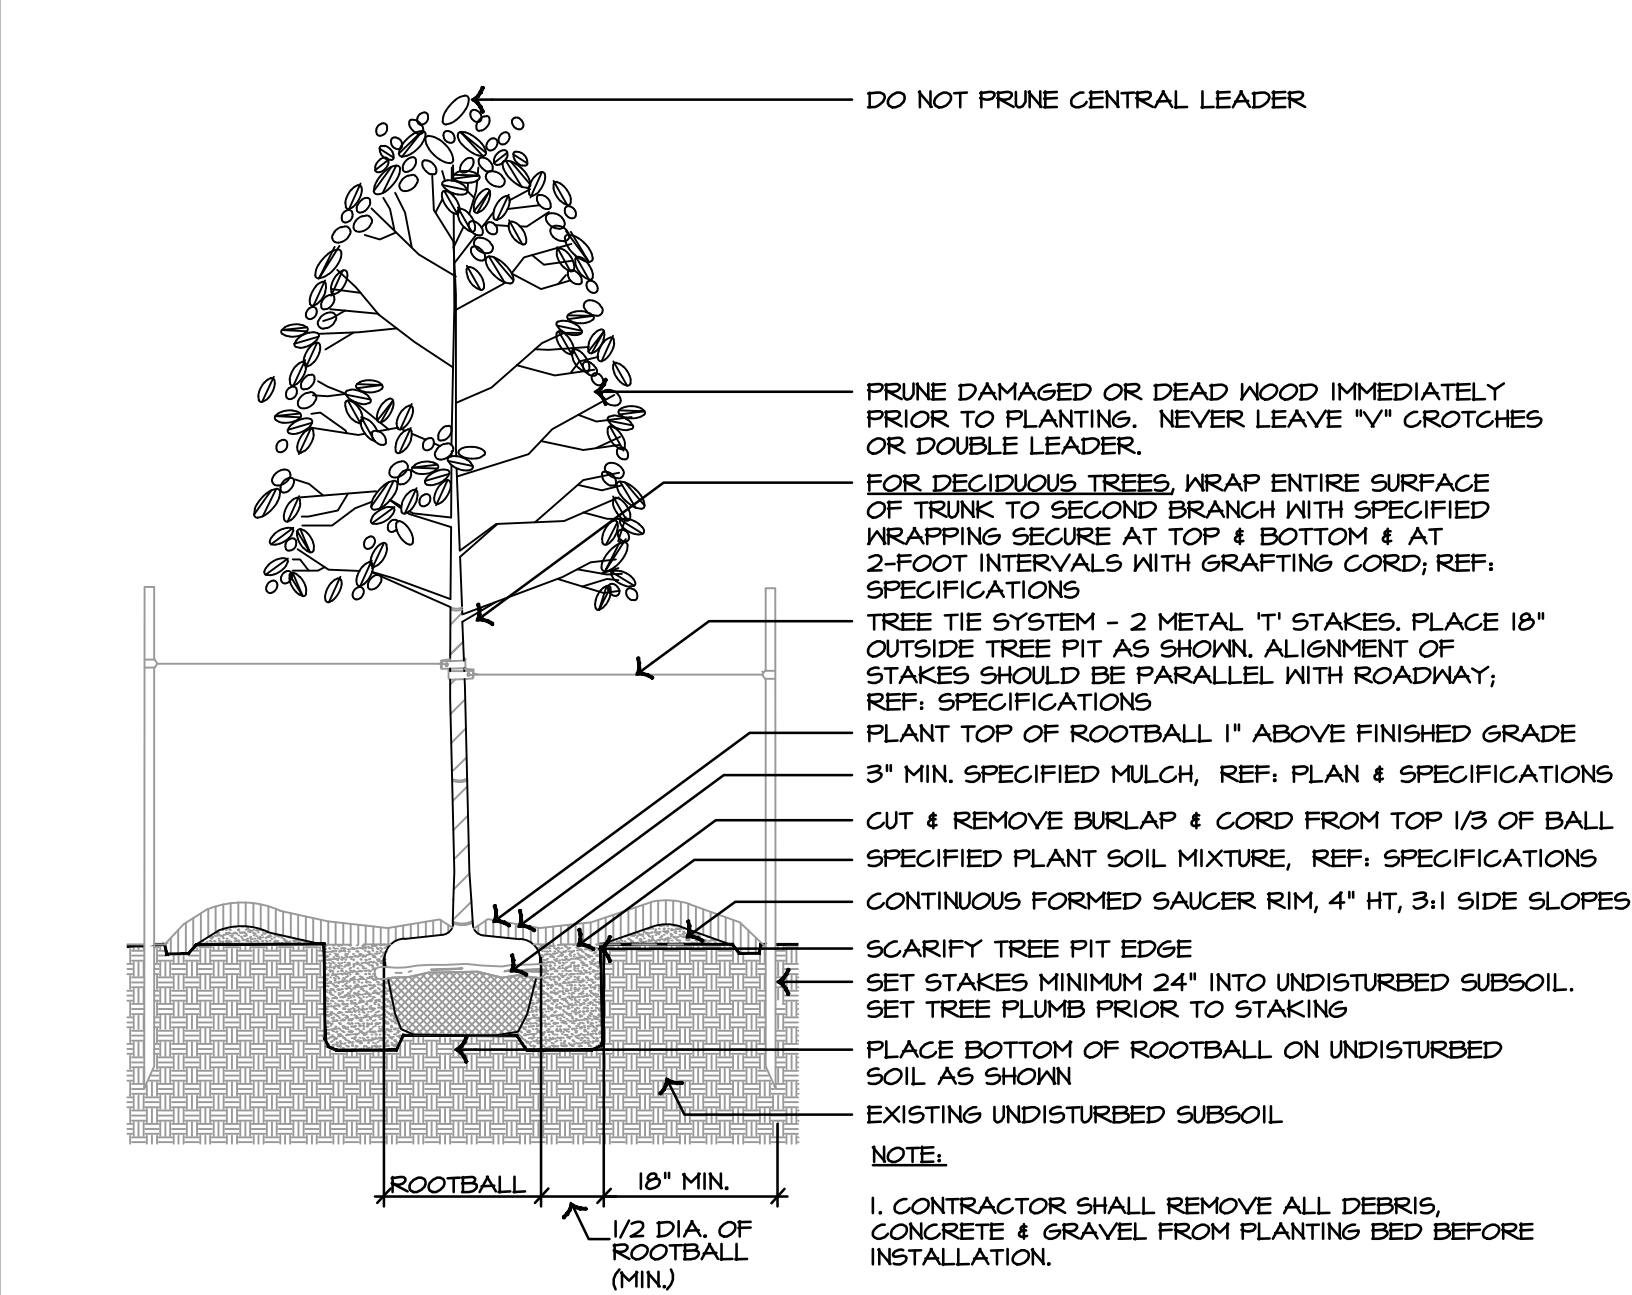 DO NOT PRUNE CENTRAL LEADER
PRUNE DAMAGED OR DEAD WOOD IMMEDIATELY
PRIOR TO PLANTING. NEVER LEAVE "V" CROTCHES
OR DOUBLE LEADER.
FOR DECIDUOUS TREES, WRAP ENTIRE SURFACE
OF TRUNK TO SECOND BRANCH WITH SPECIFIED
WRAPPING SECURE AT TOP & BOTTOM & AT
2-FOOT INTERVALS WITH GRAFTING CORD; REF:
SPECIFICATIONS
TREE TIE SYSTEM - 2 METAL 'T' STAKES. PLACE 18"
OUTSIDE TREE PIT AS SHOWN. ALIGNMENT OF
STAKES SHOULD BE PARALLEL WITH ROADWAY;
REF: SPECIFICATIONS
PLANT TOP OF ROOTBALL 1" ABOVE FINISHED GRADE
3" MIN. SPECIFIED MULCH, REF: PLAN & SPECIFICATIONS
CUT & REMOVE BURLAP & CORD FROM TOP 1/3 OF BALL
SPECIFIED PLANT SOIL MIXTURE, REF: SPECIFICATIONS
CONTINUOUS FORMED SAUCER RIM, 4" HT, 3:1 SIDE SLOPES
SCARIFY TREE PIT EDGE
SET STAKES MINIMUM 24" INTO UNDISTURBED SUBSOIL.
SET TREE PLUMB PRIOR TO STAKING
PLACE BOTTOM OF ROOTBALL ON UNDISTURBED
SOIL AS SHOWN
EXISTING UNDISTURBED SUBSOIL
NOTE:
1. CONTRACTOR SHALL REMOVE ALL DEBRIS,
CONCRETE & GRAVEL FROM PLANTING BED BEFORE
INSTALLATION.
ROOTBALL
18" MIN.
1/2 DIA. OF
ROOTBALL
(MIN.)